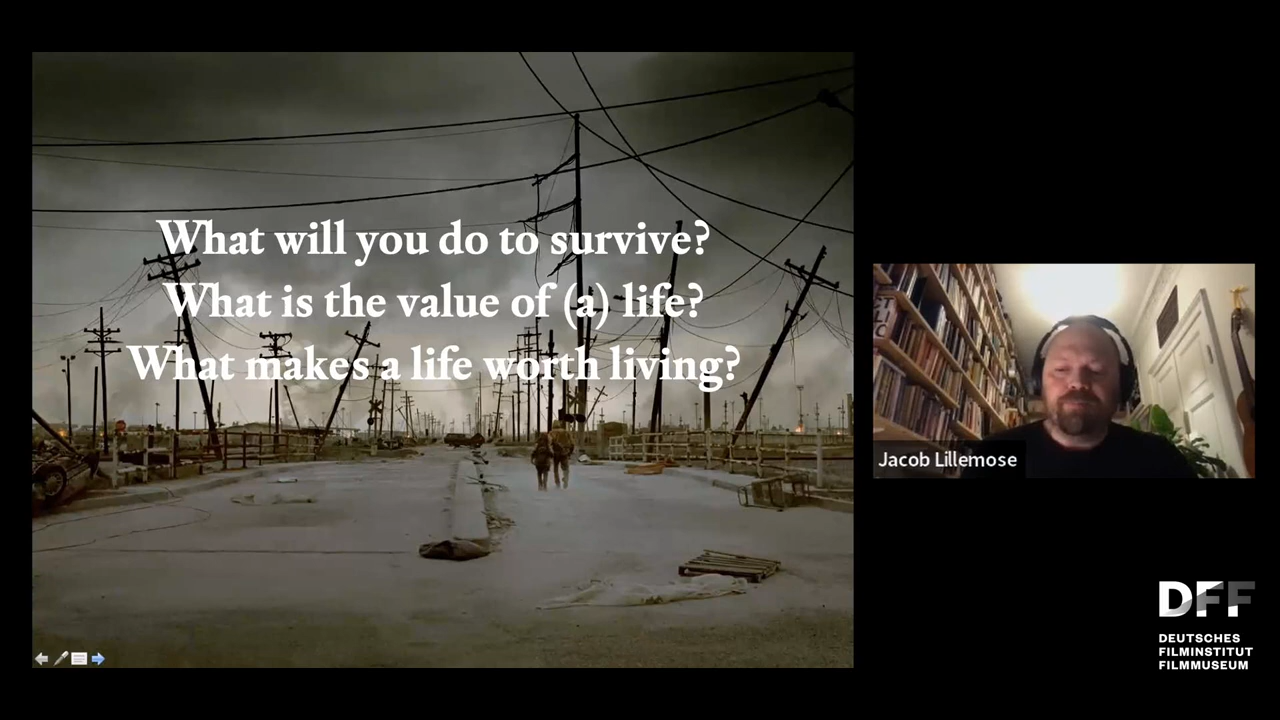 What will you do to survive?
What is the value of (a) life?
What makes a life worth living?
Jacob Lillemose
DFF
DEUTSCHES
FILMINSTITUT
FILMMUSEUM